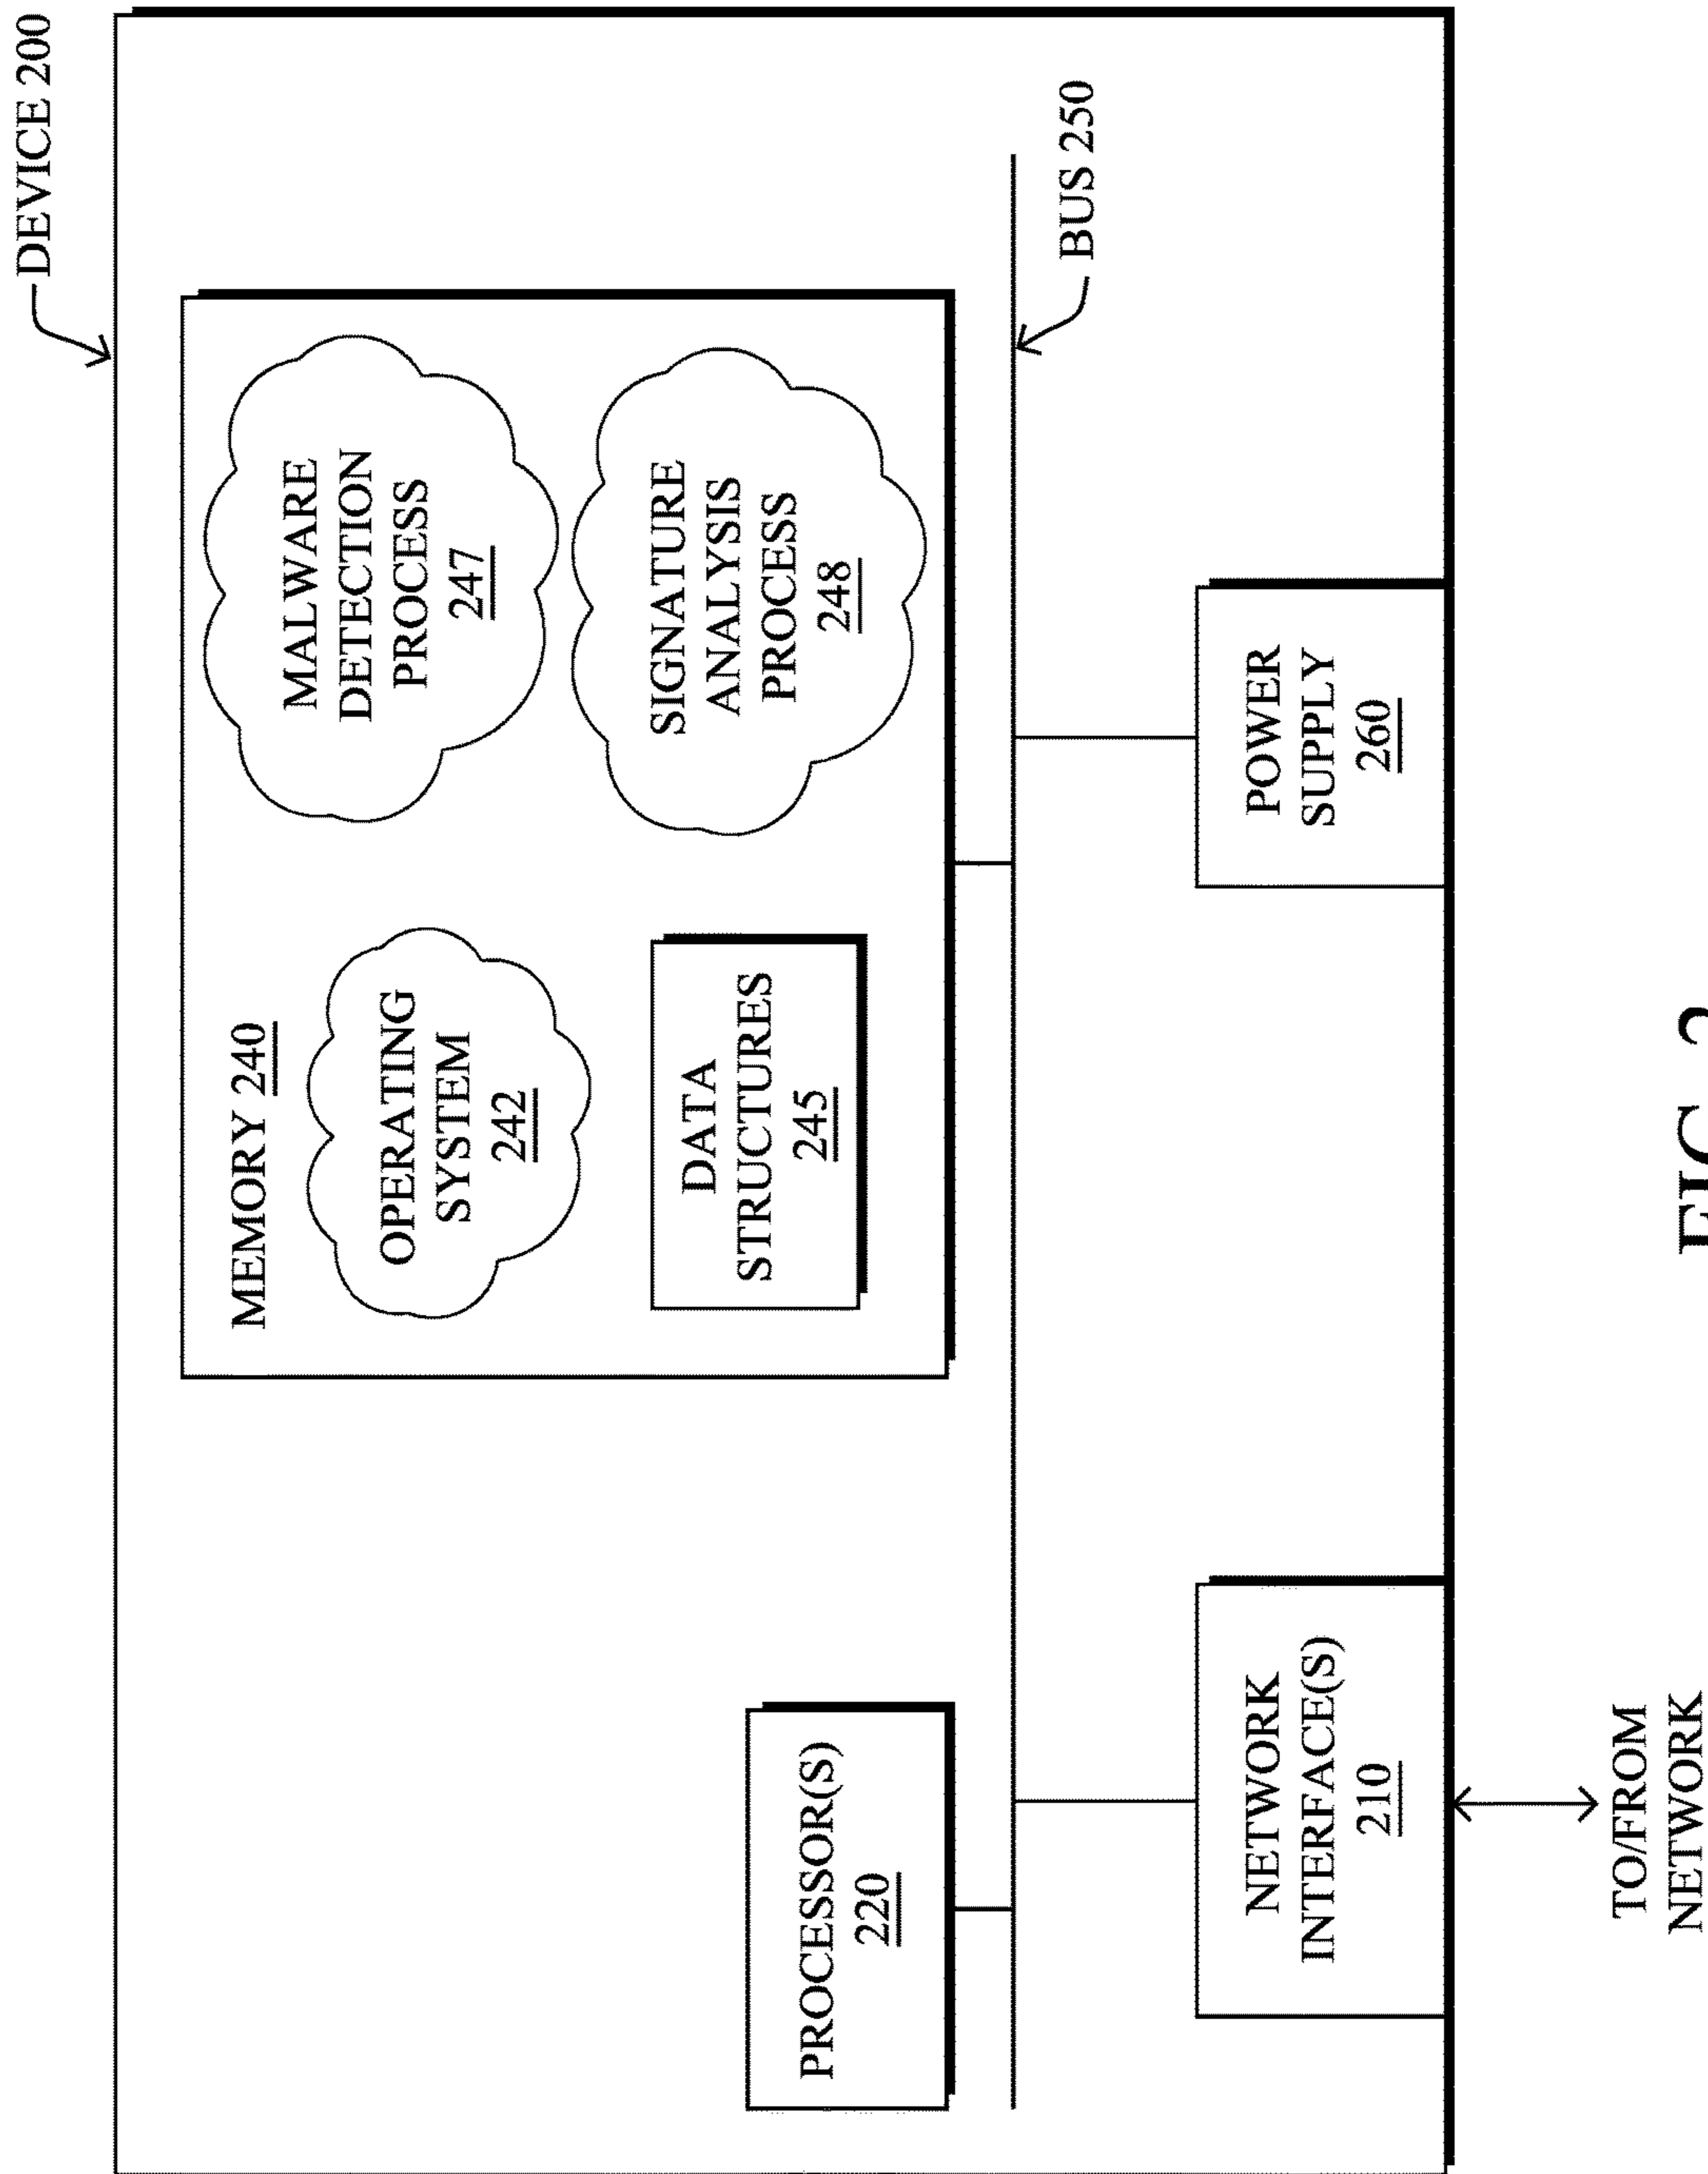 DEVICE 200
MEMORY 240
OPERATING
SYSTEM
242
MALWARE
DETECTION
PROCESS
247
DATA
STRUCTURES
245
SIGNATURE
ANALYSIS
PROCESS
248
PROCESSOR(S)
220
BUS 250
NETWORK
INTERFACE(S)
210
POWER
SUPPLY
260
TO/FROM
NETWORK
FIG